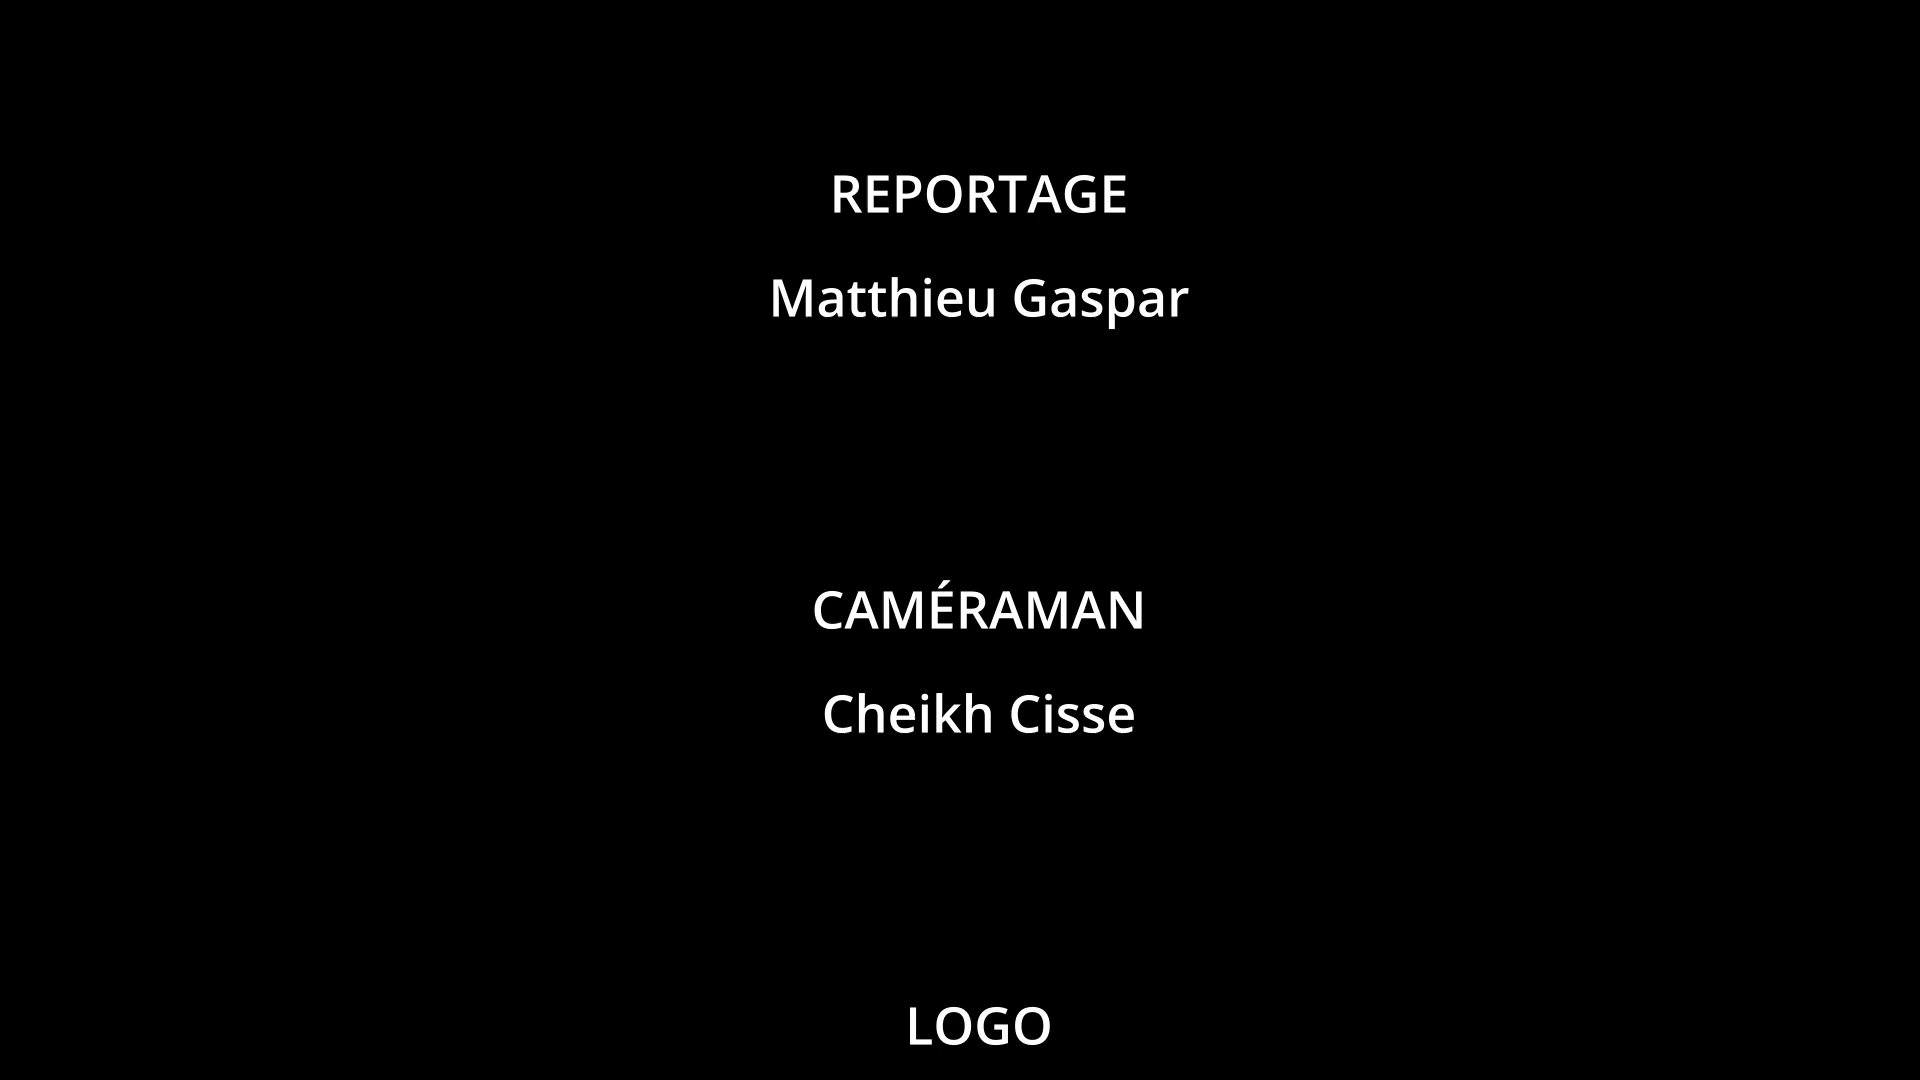 REPORTAGE
Matthieu Gaspar
CAMÉRAMAN
Cheikh Cisse
LOGO